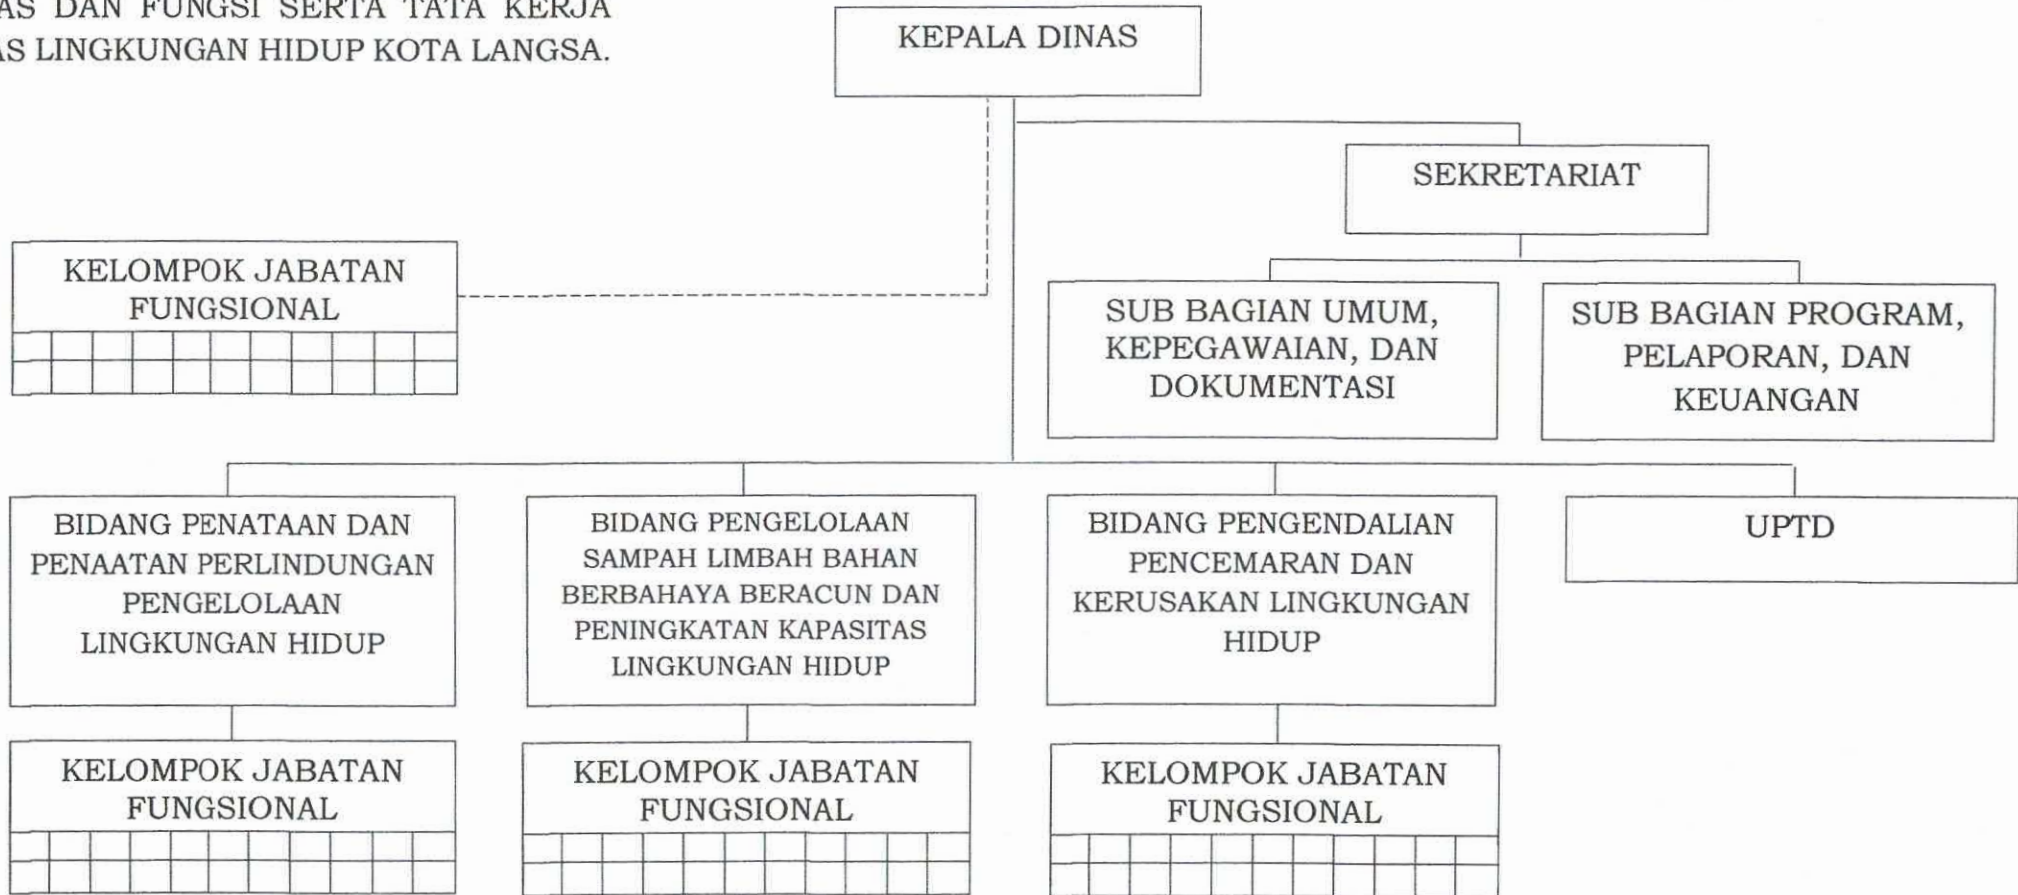 DAN FUNGSI SERTA TATA KERJA
LINGKUNGAN HIDUP KOTA LANGSA.
KEPALA DINAS
SEKRETARIAT
KELOMPOK JABATAN
FUNGSIONAL
SUB BAGIAN UMUM,
KEPEGAWAIAN, DAN
DOKUMENTASI
SUB BAGIAN PROGRAM,
PELAPORAN, DAN
KEUANGAN
BIDANG PENATAAN DAN
PENAATAN PERLINDUNGAN
PENGELOLAAN
LINGKUNGAN HIDUP
BIDANG PENGELOLAAN
SAMPAH LIMBAH BAHAN
BERBAHAYA BERACUN DAN
PENINGKATAN KAPASITAS
LINGKUNGAN HIDUP
BIDANG PENGENDALIAN
PENCEMARAN DAN
KERUSAKAN LINGKUNGAN
HIDUP
UPTD
KELOMPOK JABATAN
FUNGSIONAL
KELOMPOK JABATAN
FUNGSIONAL
KELOMPOK JABATAN
FUNGSIONAL